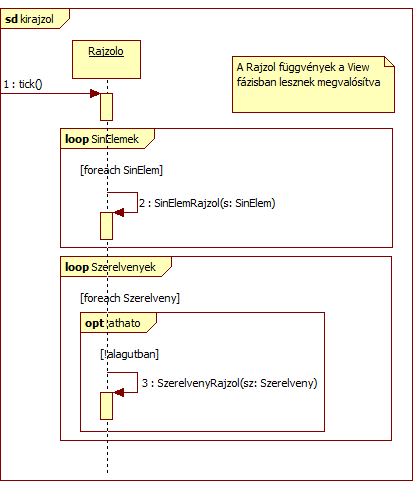 sd kirajzol
Rajzolo
A Rajzol függvények a View
fázisban lesznek megvalósítva
1 : tick()
loop SinElemek
[foreach SinElem]
2 : SinElemRajzol(s: SinElem)
loop Szerelvenyek
[foreach Szerelveny]
opt lathato
[!alagutban]
3 : SzerelvenyRajzol(sz: Szerelveny)